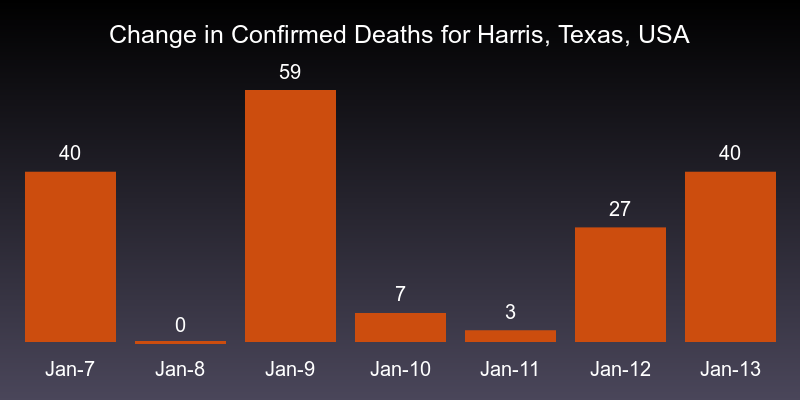 Change in Confirmed Deaths for Harris, Texas, USA
40
0
59
7
3
27
40
Jan-7
Jan-8
Jan-9
Jan-10
Jan-11
Jan-12
Jan-13